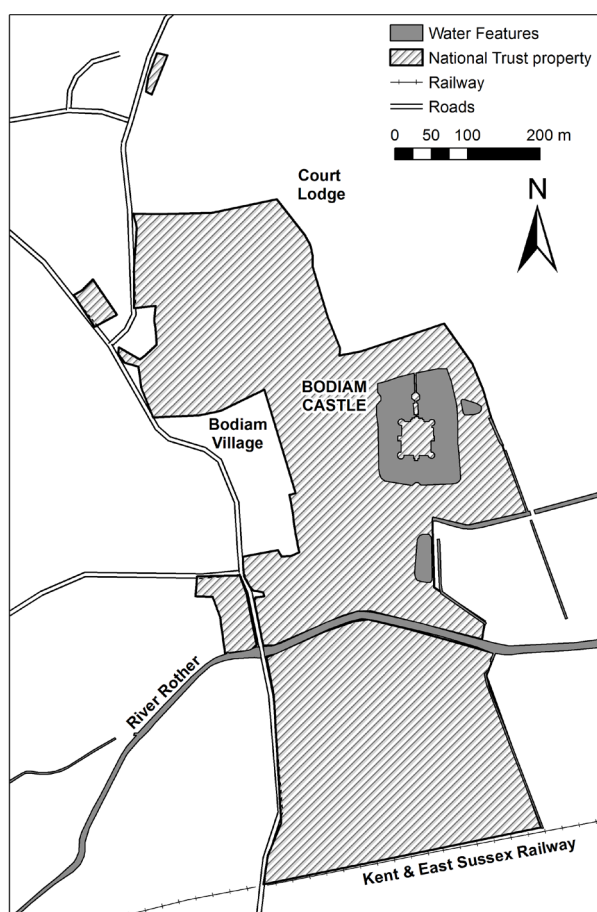 Water Features
National Trust property
Railway
Roads
0 50 100 200 m
N
Court
Lodge
BODIAM
CASTLE
Bodiam
Village
River Rother
Kent & East Sussex Railway